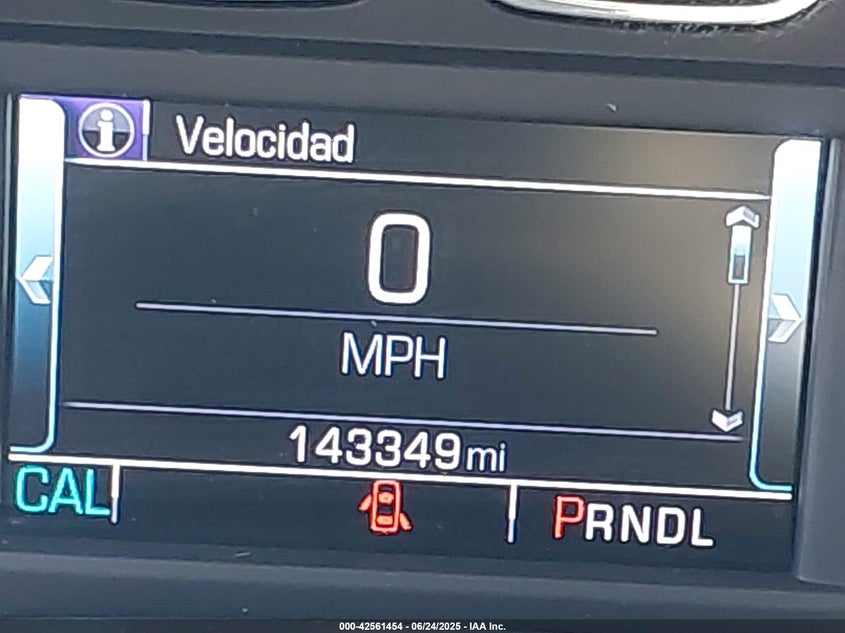 Velocidad
0
MPH
143349mi
CAL
PRNDL
000-42561454 - 06/24/2025 - IAA Inc.